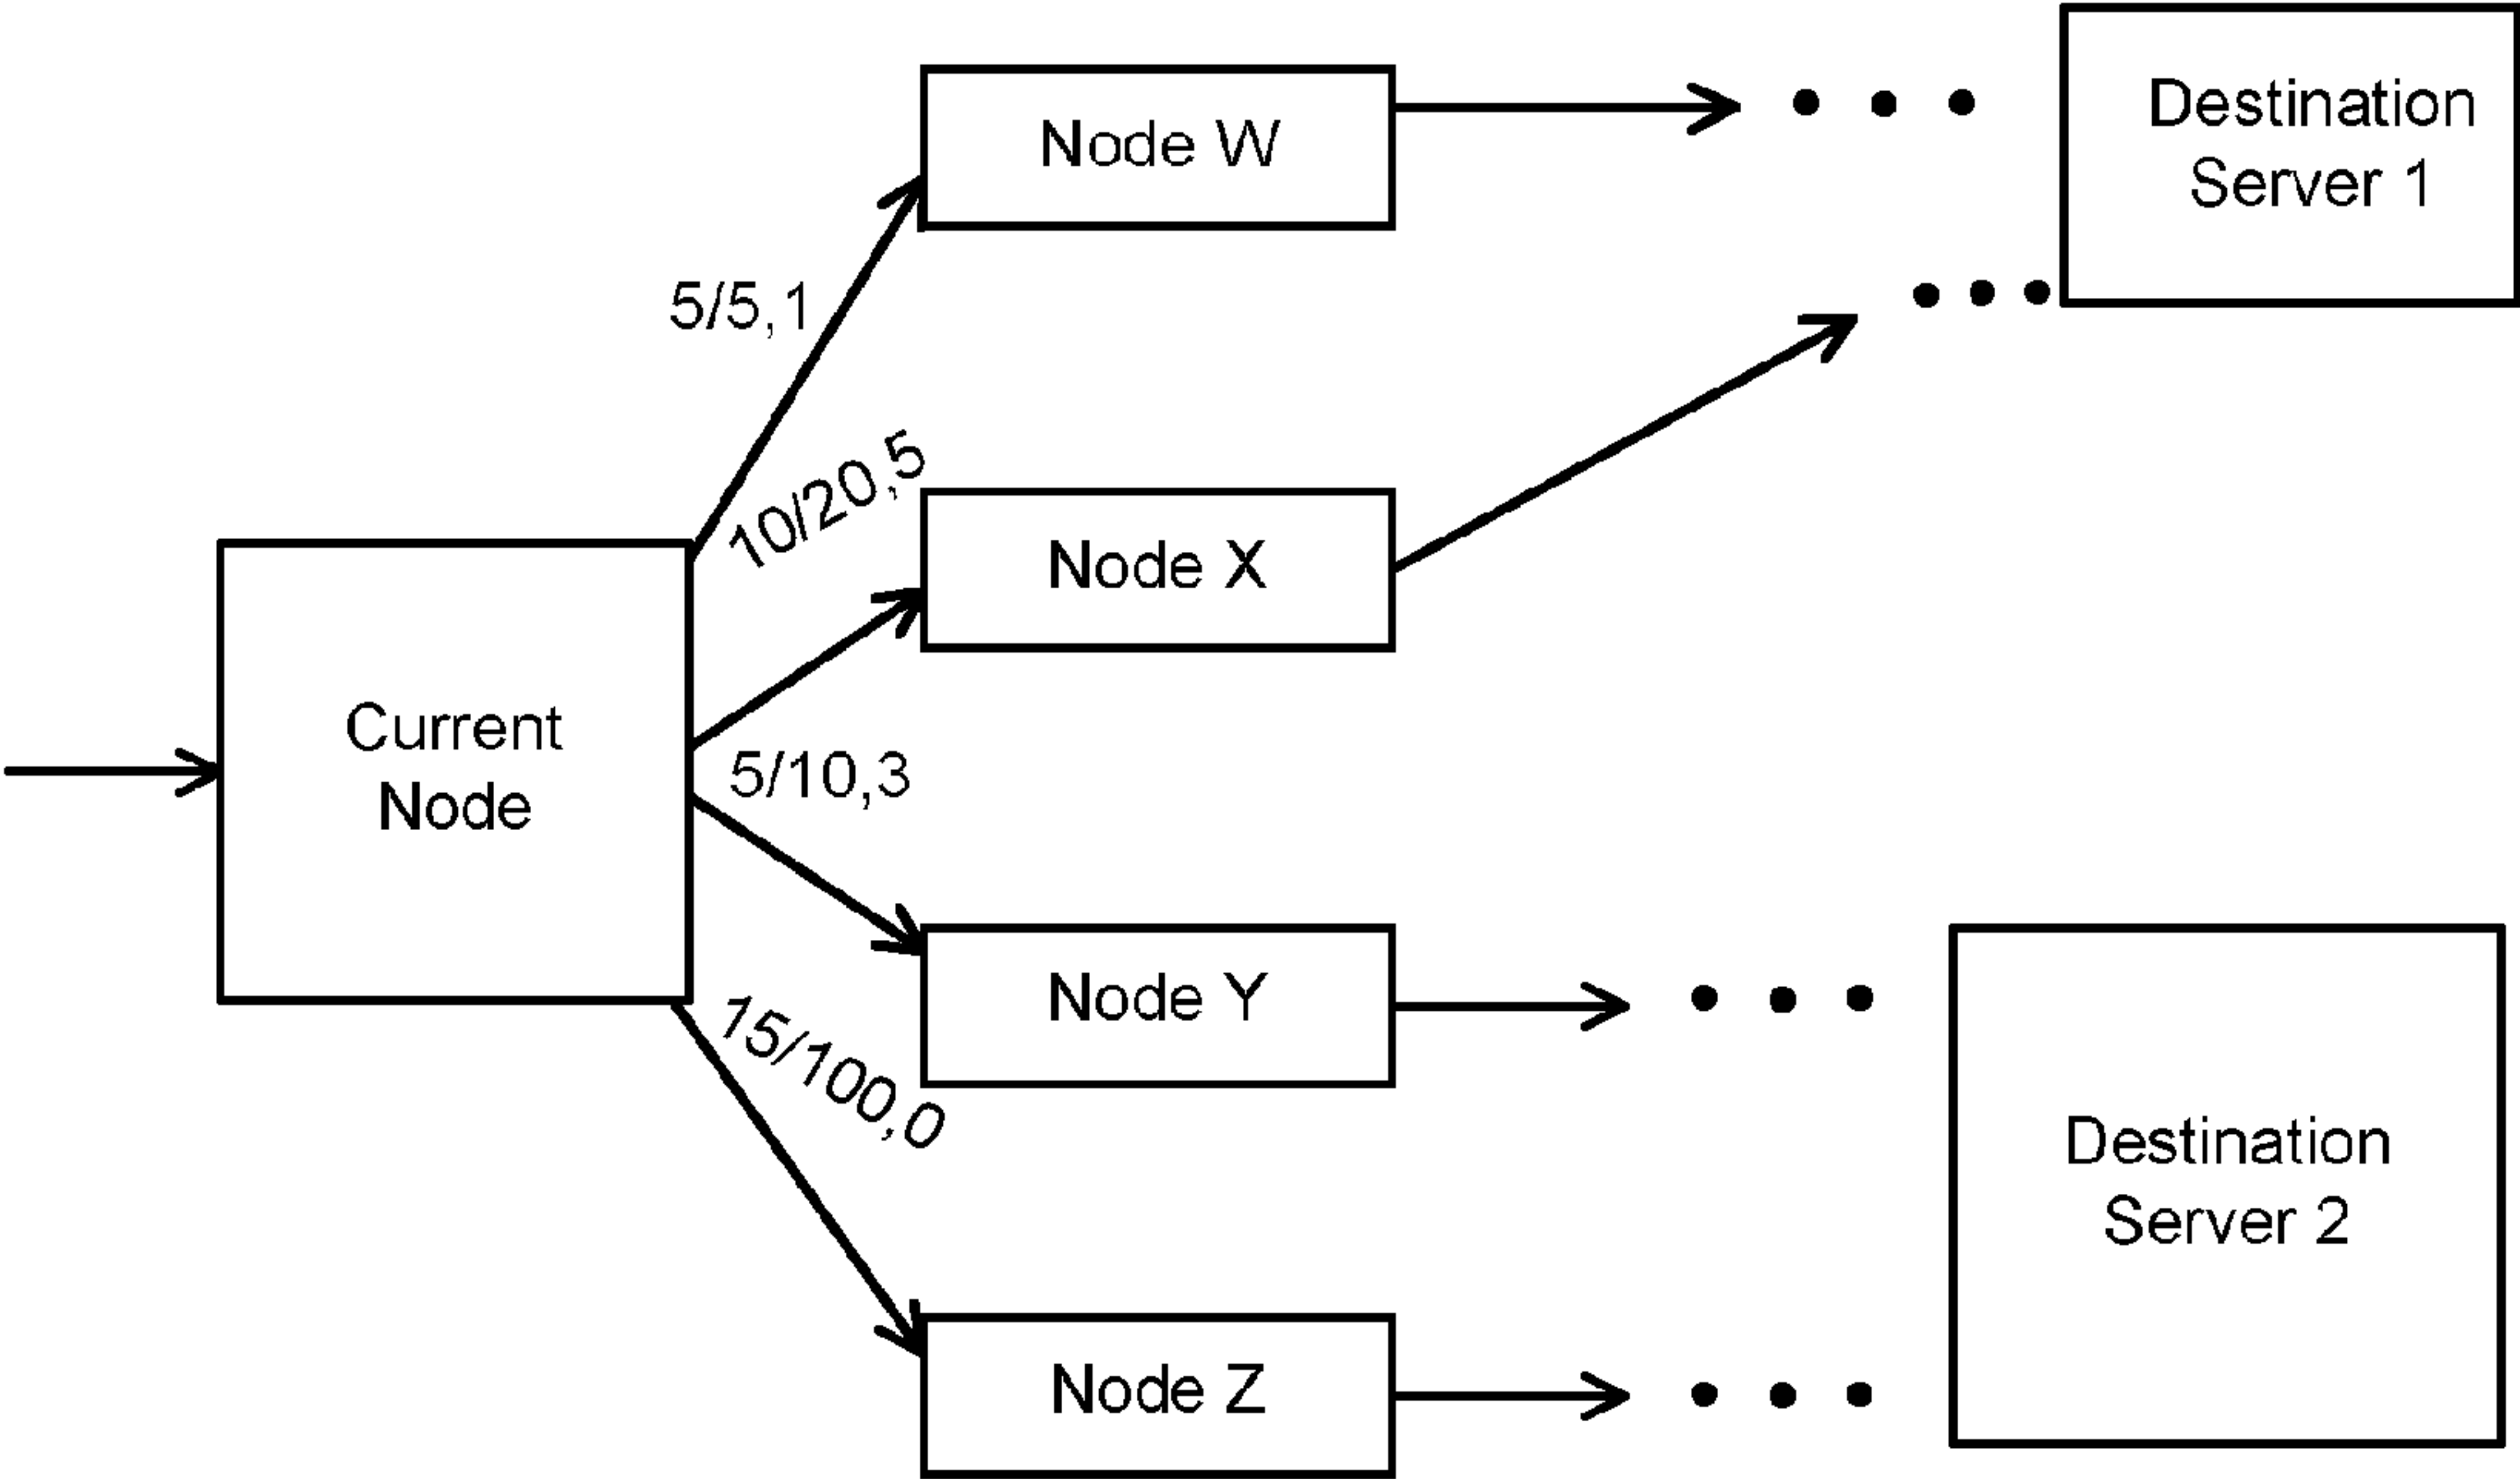 Node W
Destination
Server 1
5/5,1
10/20,5
Node X
Current
Node
5/10,3
Node Y
15/100,0
Destination
Server 2
Node Z